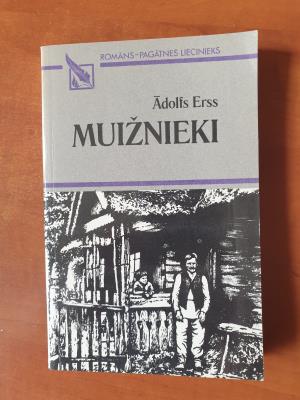 ROMĀNS–PAGĀTNES LIECINIEKS
Ādolfs Erss
MUIŽNIEKI